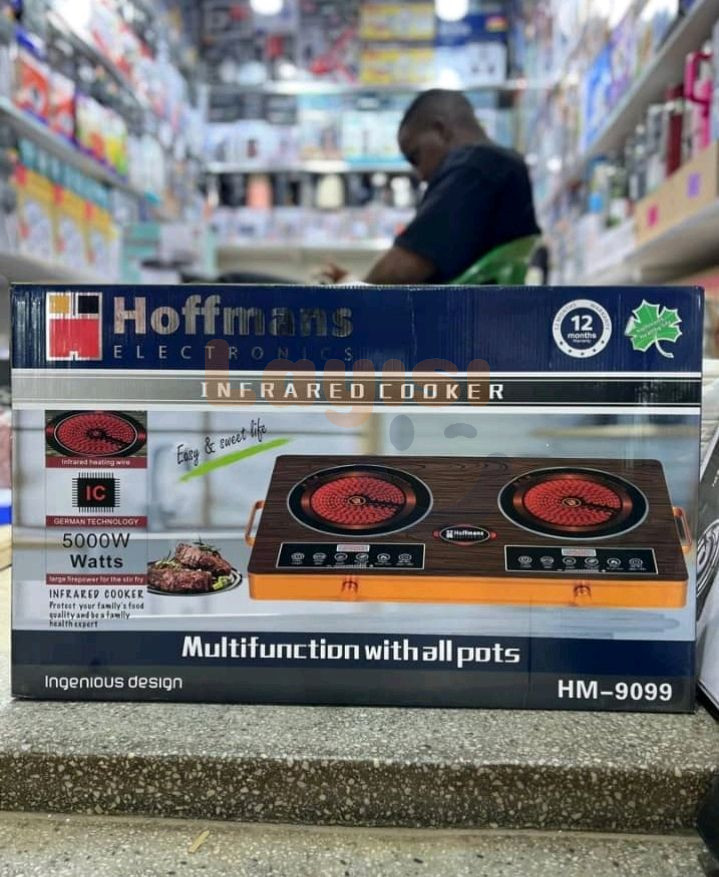 Hoffmans
ELECTRONICS
12
months
INFRARED COOKER
Layisi
Easy & sweet life
Infrared heating wire
IC
GERMAN TECHNOLOGY
5000W
Watts
large firepower for the stir fry
INFRARED COOKER
Protect your family's food
quality and be a family
health expert
Hoffmans
Multifunction with all pots
Ingenious design
HM-9099